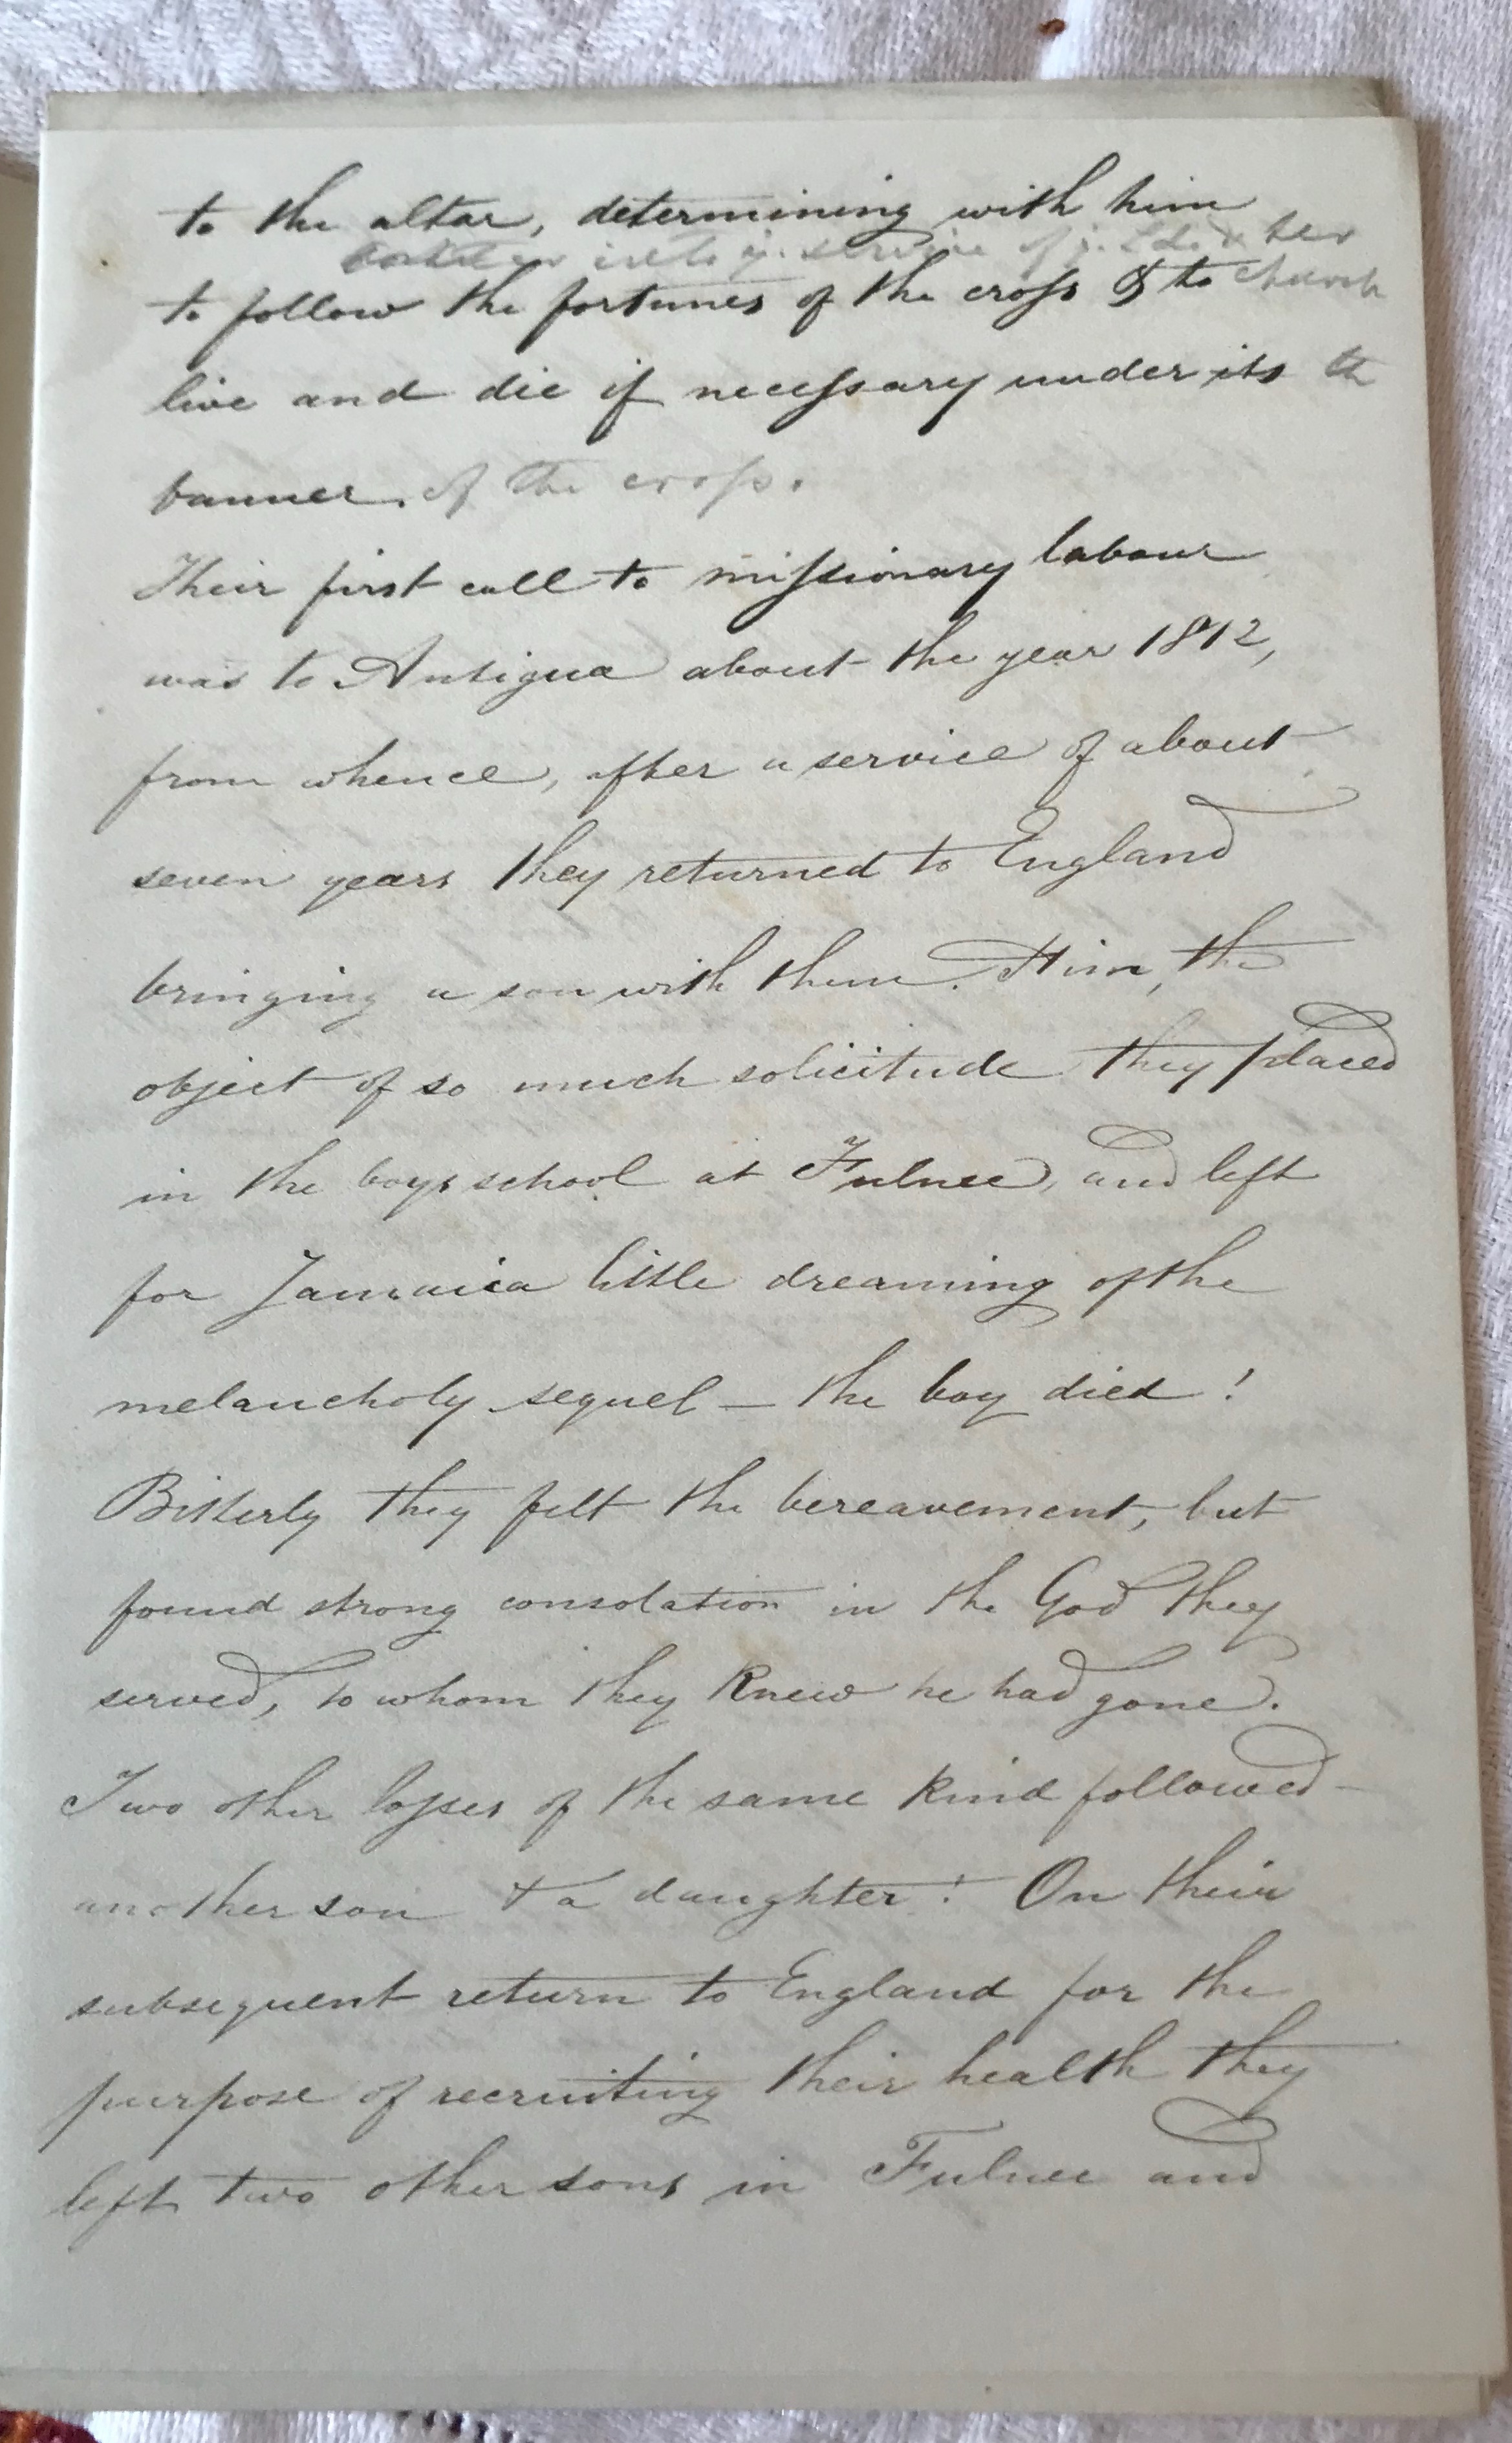 to the altar, determining with him
service of her
to follow the fortunes of the cross & to church
live and die if necessary under its th
banner. of the cross.
Their first call to missionary labour
was to Antigua about the year 1812,
from whence, after a service of about
seven years they returned to England
bringing a son with them. Him, the
object of so much solicitude they placed
in the boys school at Fulnec, and left
for Jamaica little dreaming of the
melancholy sequel – the boy died!
Bitterly they felt the bereavement, but
found strong consolation in the God they
served, to whom they knew he had gone.
Two other losses of the same kind followed –
another son & a daughter! On their
subsequent return to England for the
purpose of recruiting their health they
left two other sons in Fulnec and